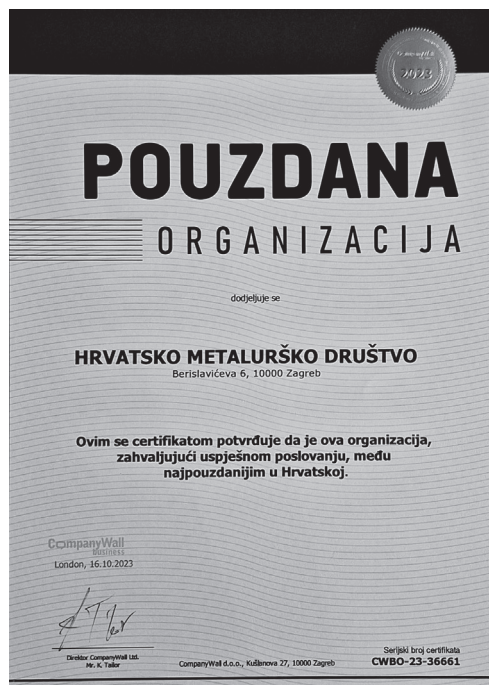 CompanyWall
2023
POUZDANA
ORGANIZACIJA
dodjeljuje se
HRVATSKO METALURŠKO DRUŠTVO
Berislavićeva 6, 10000 Zagreb
Ovim se certifikatom potvrđuje da je ova organizacija,
zahvaljujući uspješnom poslovanju, među
najpouzdanijim u Hrvatskoj.
CompanyWall
business
London, 16.10.2023
Direktor CompanyWall Ltd.
Mr. K. Tailor
CompanyWall d.o.o., Kušlanova 27, 10000 Zagreb
Serijski broj certifikata
CWBO-23-36661